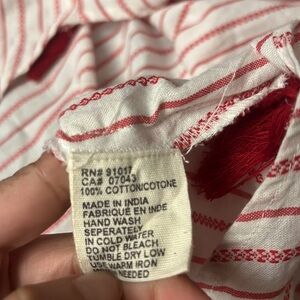 RN# 91017
CA# 07043
100% COTTON/COTONE
MADE IN INDIA
FABRIQUE EN INDE
HAND WASH
SEPERATELY
IN COLD WATER
DO NOT BLEACH
TUMBLE DRY LOW
USE WARM IRON
NEEDED